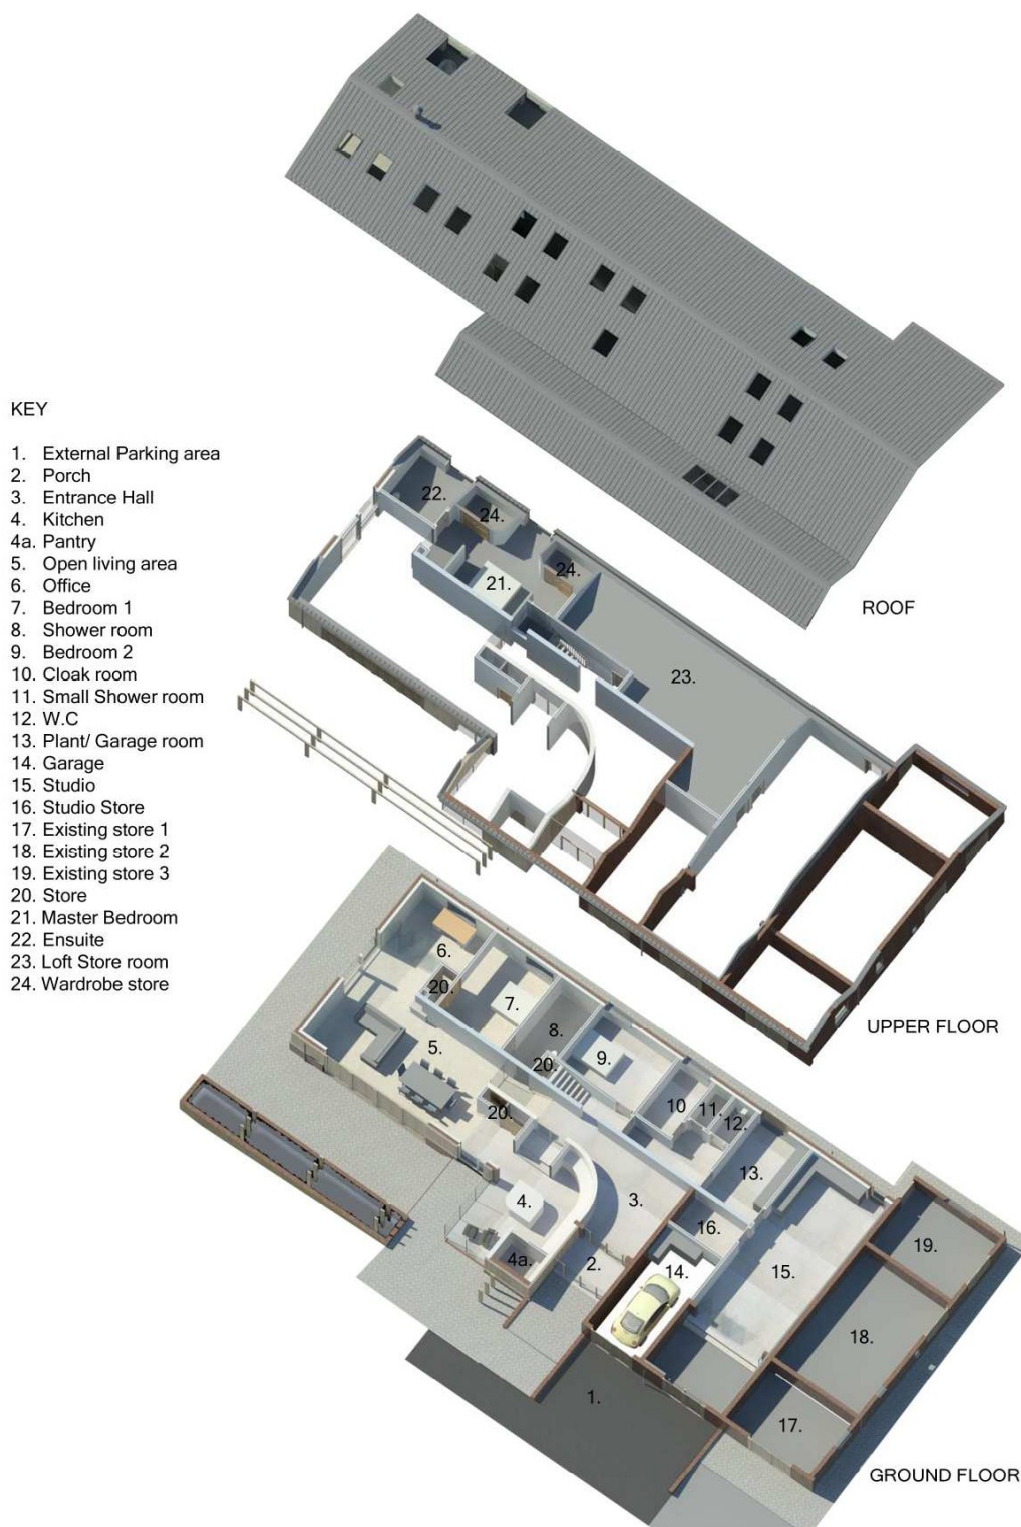 KEY
1. External Parking area
2. Porch
3. Entrance Hall
4. Kitchen
4a. Pantry
5. Open living area
6. Office
7. Bedroom 1
8. Shower room
9. Bedroom 2
10. Cloak room
11. Small Shower room
12. W.C
13. Plant/ Garage room
14. Garage
15. Studio
16. Studio Store
17. Existing store 1
18. Existing store 2
19. Existing store 3
20. Store
21. Master Bedroom
22. Ensuite
23. Loft Store room
24. Wardrobe store
ROOF
22.
24.
24.
21.
23.
UPPER FLOOR
6.
20.
7.
8.
5.
20.
9.
20.
10
11.
12.
13.
4.
3.
16.
19.
4a.
2.
14.
15.
18.
1.
17.
GROUND FLOOR